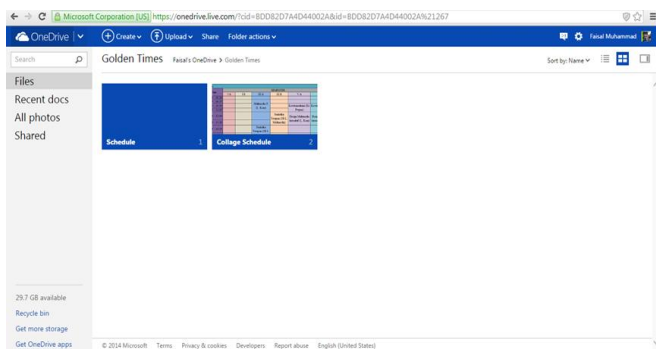 Microsoft Corporation [US] https://onedrive.live.com/?cid=BDD82D7A4D44002A&id=BDD82D7A4D44002A%21267
OneDrive Create Upload Share Folder actions Faisal Muhammad
Search Golden Times Faisal's OneDrive > Golden Times Sort by: Name
Files
Recent docs
All photos
Shared
Schedule 1 Collage Schedule 2
29.7 GB available
Recycle bin
Get more storage
Get OneDrive apps © 2014 Microsoft Terms Privacy & cookies Developers Report abuse English (United States)